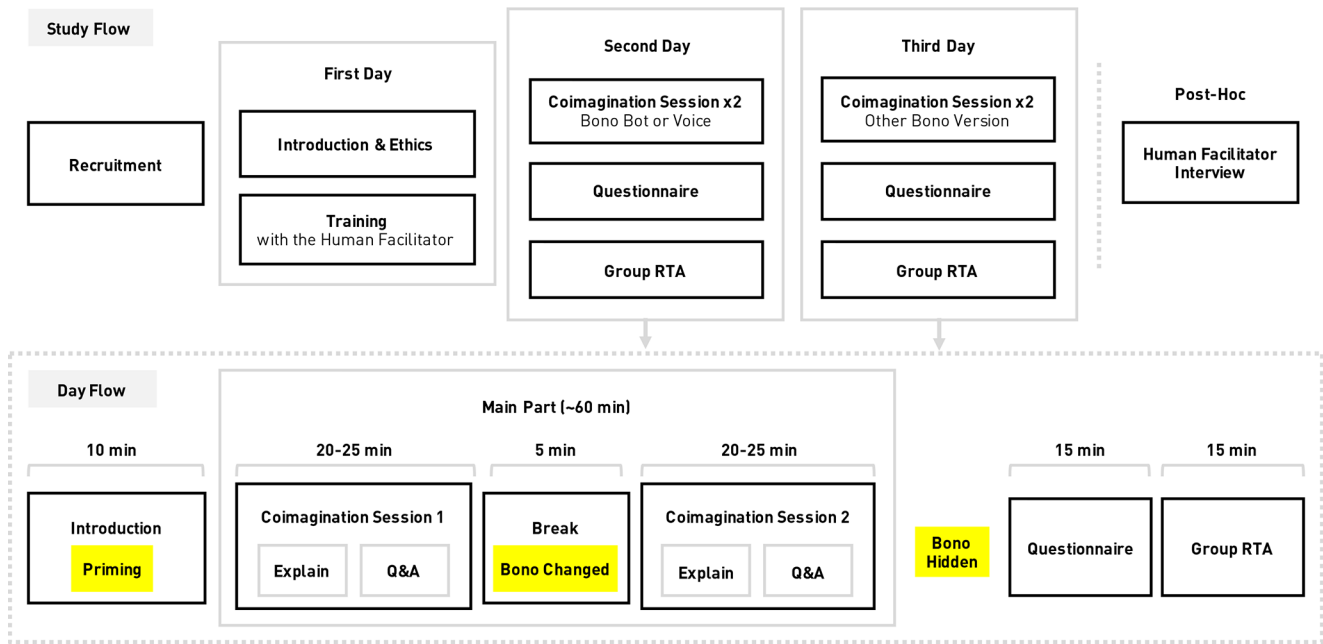 Study Flow
Recruitment
First Day
Introduction & Ethics
Training
with the Human Facilitator
Second Day
Coimagination Session x2
Bono Bot or Voice
Questionnaire
Group RTA
Third Day
Coimagination Session x2
Other Bono Version
Questionnaire
Group RTA
Post-Hoc
Human Facilitator
Interview
Day Flow
Main Part (~60 min)
10 min
Introduction
Priming
20-25 min
Coimagination Session 1
Explain
Q&A
5 min
Break
Bono Changed
20-25 min
Coimagination Session 2
Explain
Q&A
Bono
Hidden
15 min
Questionnaire
15 min
Group RTA